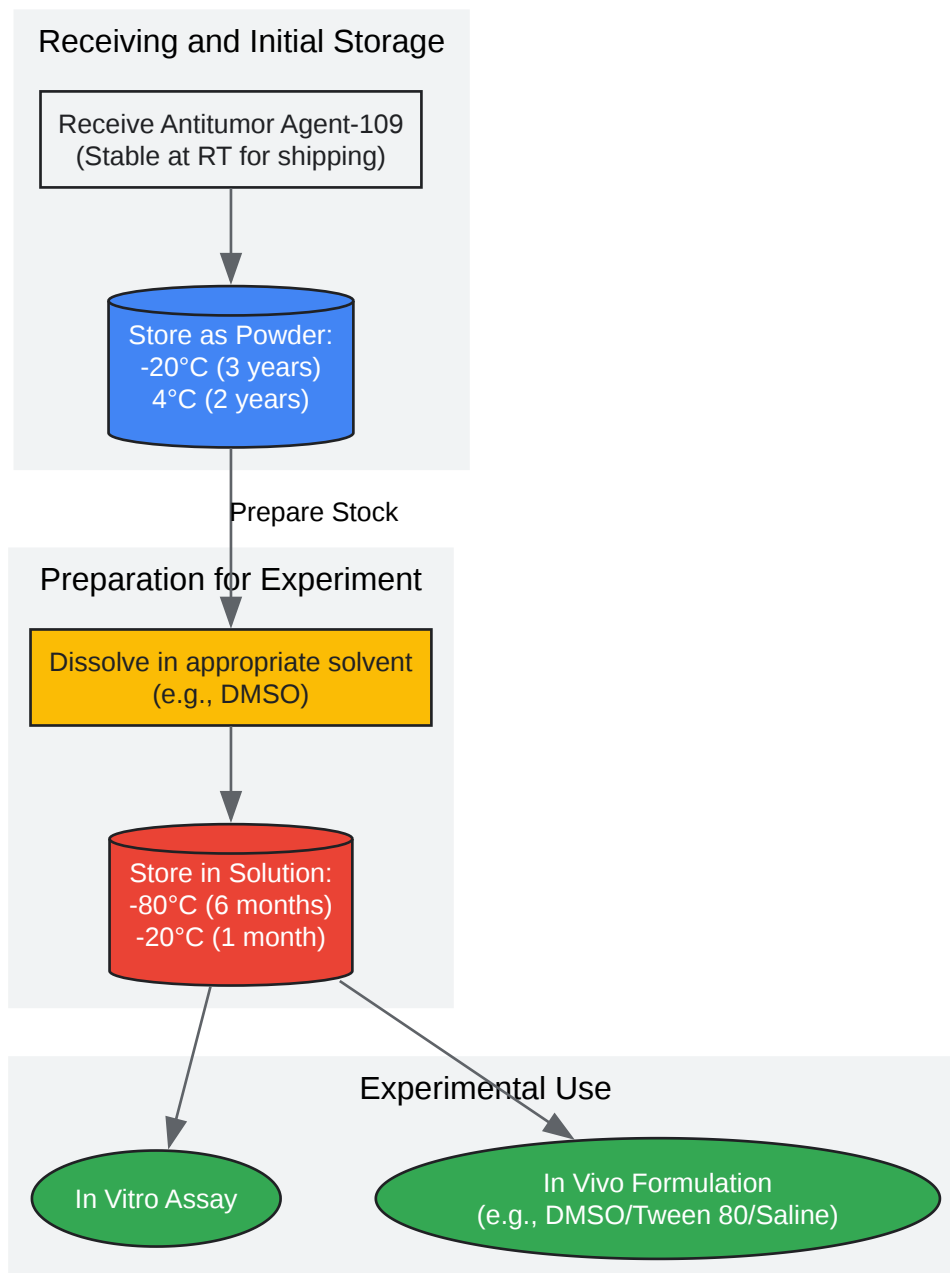 Receiving and Initial Storage
Receive Antitumor Agent-109
(Stable at RT for shipping)
Store as Powder:
-20°C (3 years)
4°C (2 years)
Prepare Stock
Preparation for Experiment
Dissolve in appropriate solvent
(e.g., DMSO)
Store in Solution:
-80°C (6 months)
-20°C (1 month)
Experimental Use
In Vitro Assay
In Vivo Formulation
(e.g., DMSO/Tween 80/Saline)